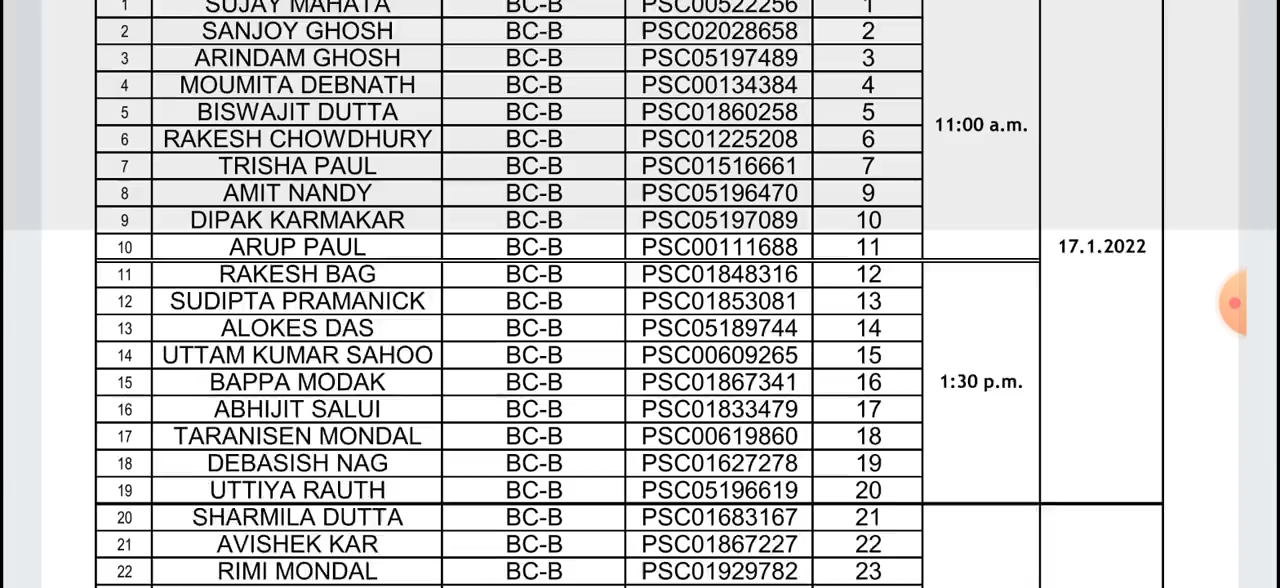 1 SUJAY MAHATA BC-B PSC00522256 1
2 SANJOY GHOSH BC-B PSC02028658 2
3 ARINDAM GHOSH BC-B PSC05197489 3
4 MOUMITA DEBNATH BC-B PSC00134384 4
5 BISWAJIT DUTTA BC-B PSC01860258 5
6 RAKESH CHOWDHURY BC-B PSC01225208 6
11:00 a.m.
7 TRISHA PAUL BC-B PSC01516661 7
8 AMIT NANDY BC-B PSC05196470 9
9 DIPAK KARMAKAR BC-B PSC05197089 10
10 ARUP PAUL BC-B PSC00111688 11
17.1.2022
11 RAKESH BAG BC-B PSC01848316 12
12 SUDIPTA PRAMANICK BC-B PSC01853081 13
13 ALOKES DAS BC-B PSC05189744 14
14 UTTAM KUMAR SAHOO BC-B PSC00609265 15
15 BAPPA MODAK BC-B PSC01867341 16
1:30 p.m.
16 ABHIJIT SALUI BC-B PSC01833479 17
17 TARANISEN MONDAL BC-B PSC00619860 18
18 DEBASISH NAG BC-B PSC01627278 19
19 UTTIYA RAUTH BC-B PSC05196619 20
20 SHARMILA DUTTA BC-B PSC01683167 21
21 AVISHEK KAR BC-B PSC01867227 22
22 RIMI MONDAL BC-B PSC01929782 23